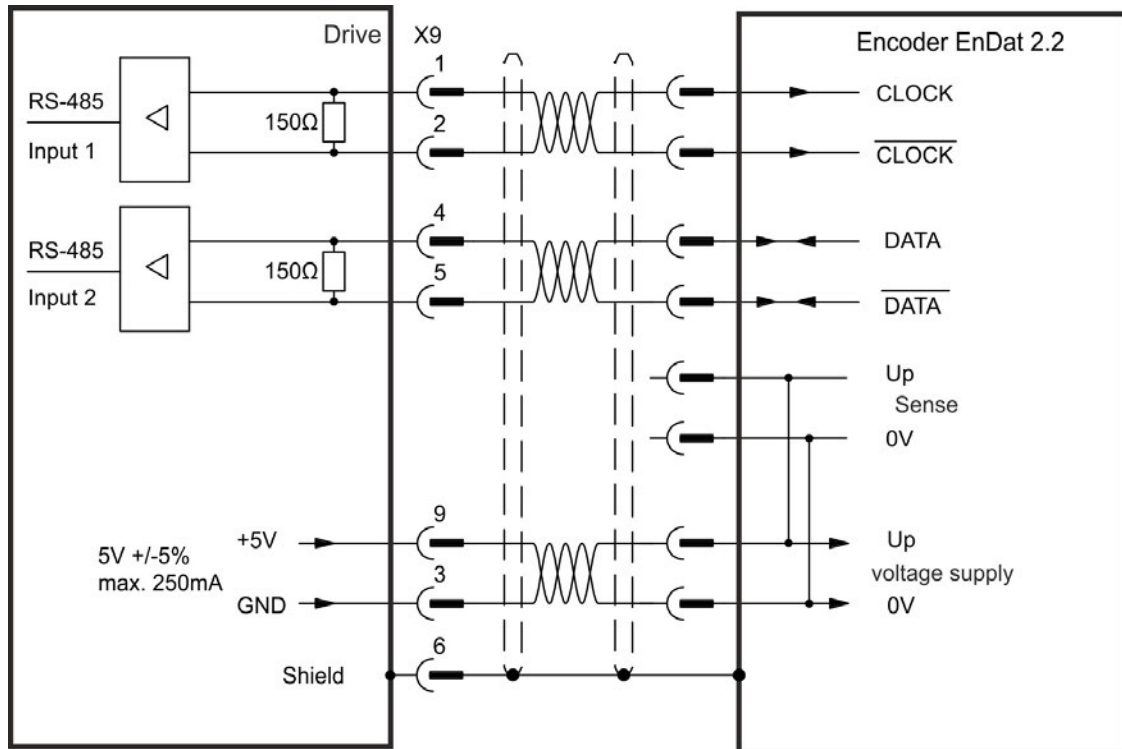 Drive
X9
Encoder EnDat 2.2
1
CLOCK
RS-485
150Ω
Input 1
2
C̅L̅O̅C̅K̅
4
DATA
RS-485
150Ω
Input 2
5
D̅A̅T̅A̅
Up
Sense
0V
9
+5V
Up
5V +/-5%
max. 250mA
voltage supply
3
GND
0V
6
Shield